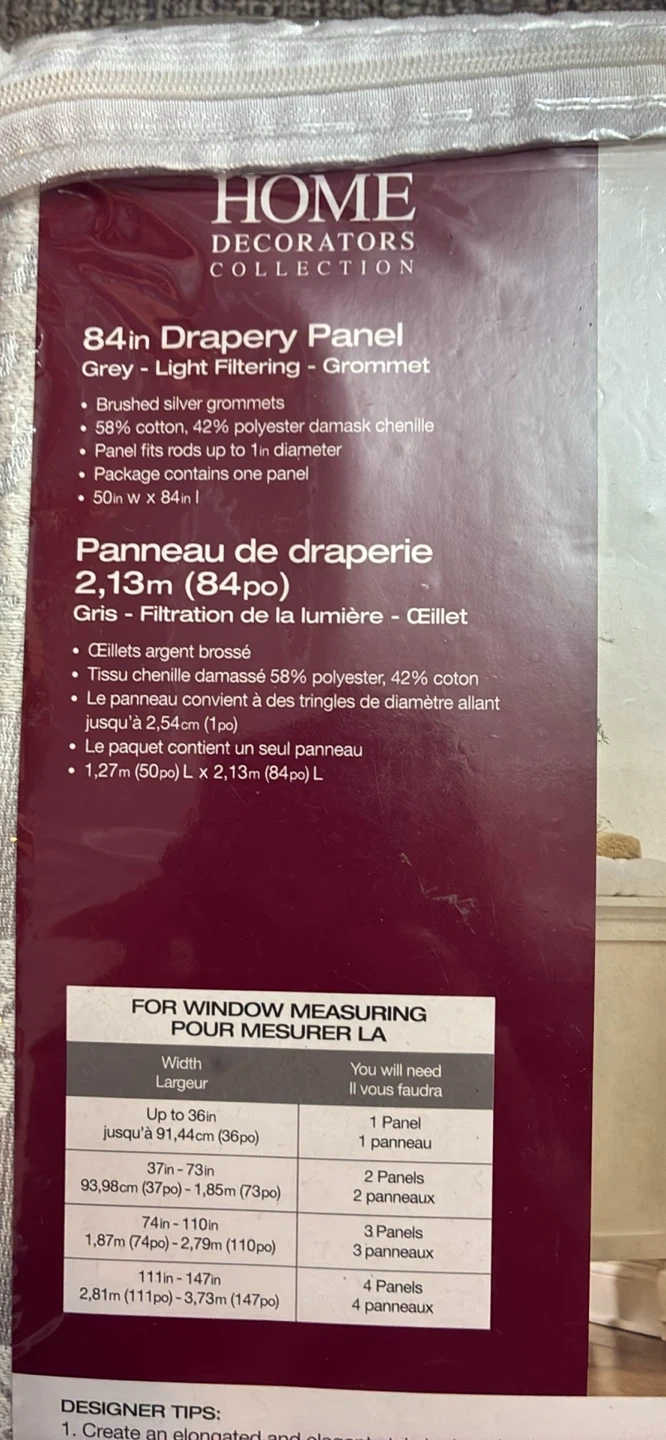 HOME
DECORATORS
COLLECTION
84in Drapery Panel
Grey - Light Filtering - Grommet
• Brushed silver grommets
• 58% cotton, 42% polyester damask chenille
• Panel fits rods up to 1in diameter
• Package contains one panel
• 50in w x 84in l
Panneau de draperie
2,13m (84po)
Gris - Filtration de la lumière - Œillet
• Œillets argent brossé
• Tissu chenille damassé 58% polyester, 42% coton
• Le panneau convient à des tringles de diamètre allant
jusqu'à 2,54cm (1po)
• Le paquet contient un seul panneau
• 1,27m (50po) L x 2,13m (84po) L
FOR WINDOW MEASURING
POUR MESURER LA
Width
Largeur
You will need
Il vous faudra
Up to 36in
jusqu'à 91,44cm (36po)
1 Panel
1 panneau
37in - 73in
93,98cm (37po) - 1,85m (73po)
2 Panels
2 panneaux
74in - 110in
1,87m (74po) - 2,79m (110po)
3 Panels
3 panneaux
111in - 147in
2,81m (111po) - 3,73m (147po)
4 Panels
4 panneaux
DESIGNER TIPS:
1. Create an elongated and